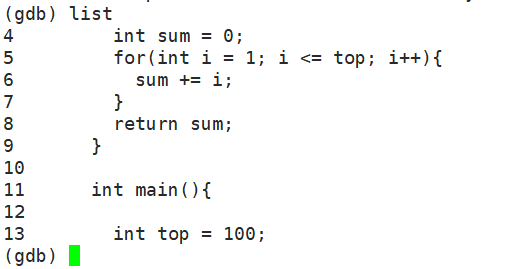 (gdb) list
4         int sum = 0;
5         for(int i = 1; i <= top; i++){
6           sum += i;
7         }
8         return sum;
9       }
10
11      int main(){
12
13        int top = 100;
(gdb)